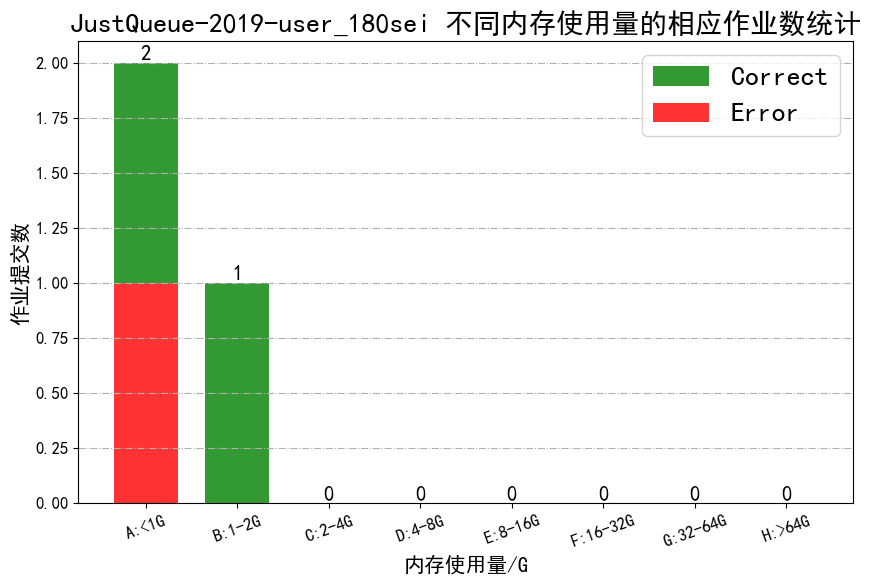 JustQueue-2019-user_180sei 不同内存使用量的相应作业数统计
Correct
Error
作业提交数
2.00
1.75
1.50
1.25
1.00
0.75
0.50
0.25
0.00
2
1
0
0
0
0
0
0
A:<1G
B:1-2G
C:2-4G
D:4-8G
E:8-16G
F:16-32G
G:32-64G
H:>64G
内存使用量/G